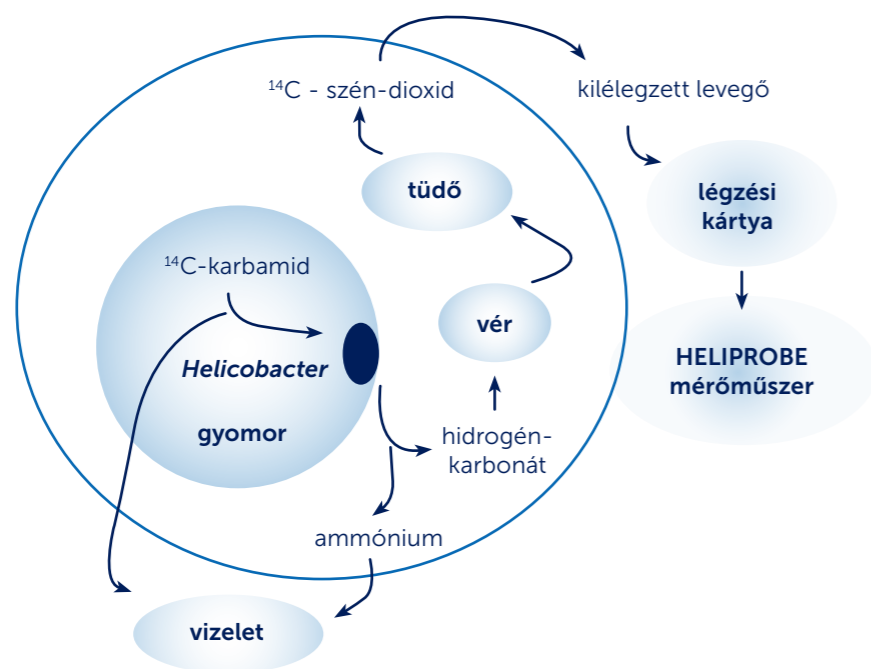 ¹⁴C - szén-dioxid
kilélegzett levegő
tüdő
légzési
kártya
¹⁴C-karbamid
vér
Helicobacter
HELIPROBE
mérőműszer
gyomor
hidrogén-
karbonát
ammónium
vizelet